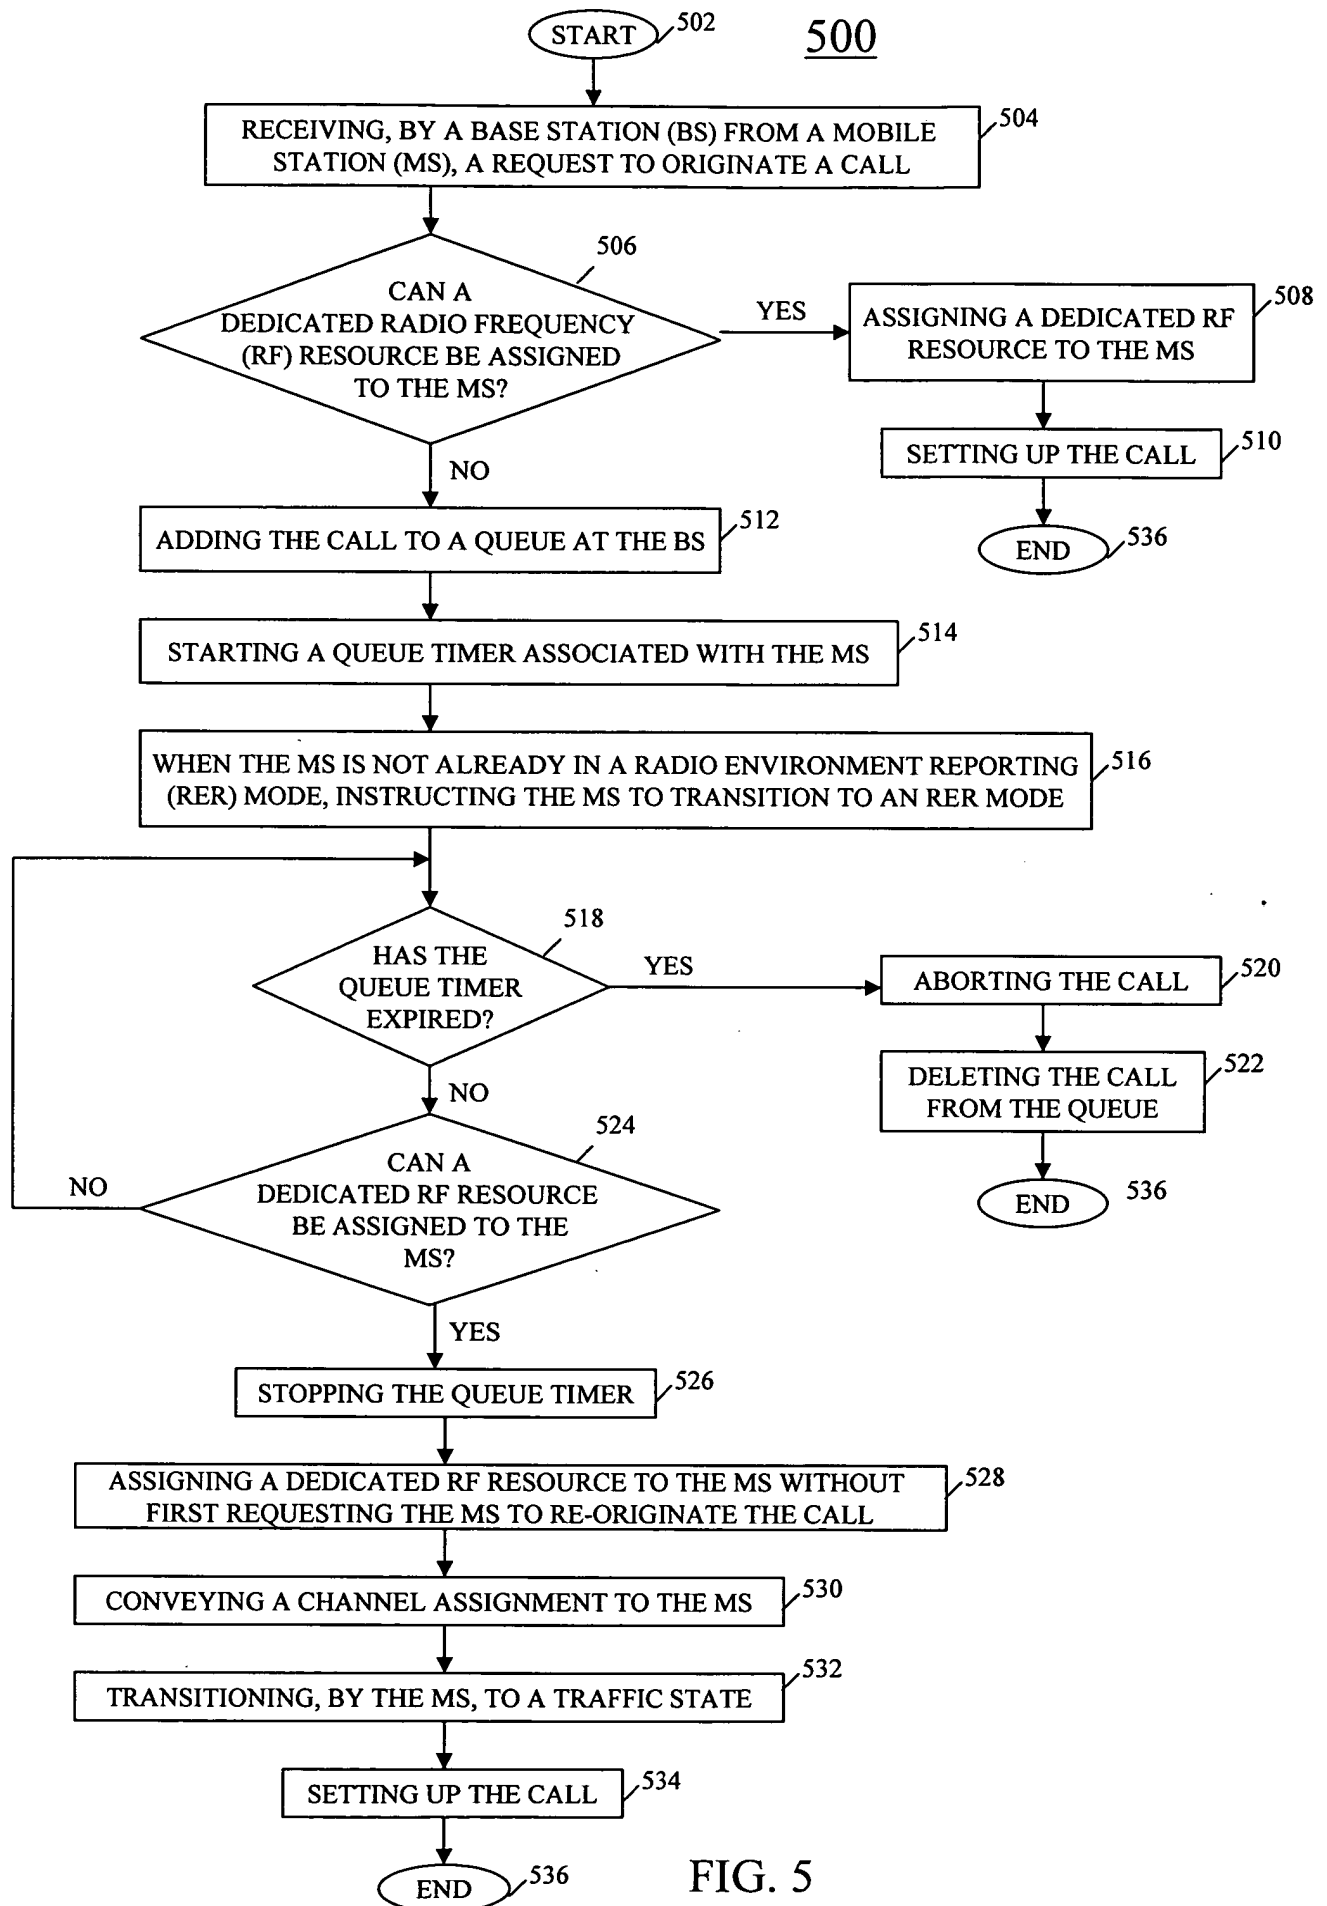 START
502
500
RECEIVING, BY A BASE STATION (BS) FROM A MOBILE
STATION (MS), A REQUEST TO ORIGINATE A CALL
504
506
CAN A
DEDICATED RADIO FREQUENCY
(RF) RESOURCE BE ASSIGNED
TO THE MS?
YES
ASSIGNING A DEDICATED RF
RESOURCE TO THE MS
508
SETTING UP THE CALL
510
END
536
NO
ADDING THE CALL TO A QUEUE AT THE BS
512
STARTING A QUEUE TIMER ASSOCIATED WITH THE MS
514
WHEN THE MS IS NOT ALREADY IN A RADIO ENVIRONMENT REPORTING
(RER) MODE, INSTRUCTING THE MS TO TRANSITION TO AN RER MODE
516
518
HAS THE
QUEUE TIMER
EXPIRED?
YES
ABORTING THE CALL
520
DELETING THE CALL
FROM THE QUEUE
522
END
536
NO
524
CAN A
DEDICATED RF RESOURCE
BE ASSIGNED TO THE
MS?
NO
YES
STOPPING THE QUEUE TIMER
526
ASSIGNING A DEDICATED RF RESOURCE TO THE MS WITHOUT
FIRST REQUESTING THE MS TO RE-ORIGINATE THE CALL
528
CONVEYING A CHANNEL ASSIGNMENT TO THE MS
530
TRANSITIONING, BY THE MS, TO A TRAFFIC STATE
532
SETTING UP THE CALL
534
END
536
FIG. 5